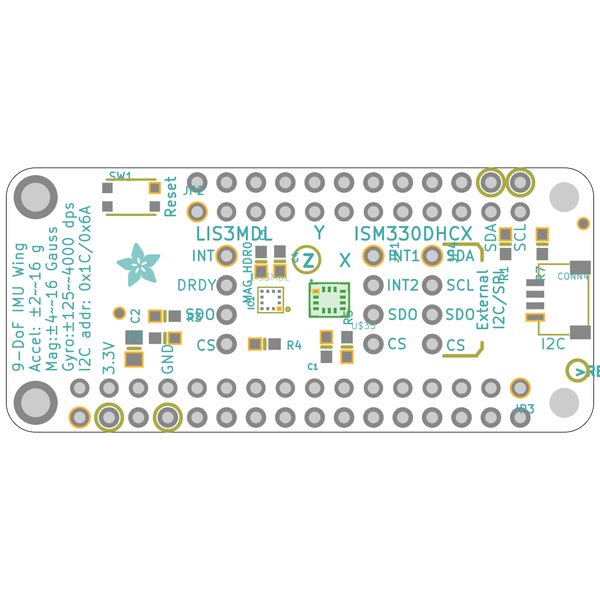 SW1
Reset
JP2
LIS3MDL
Y
ISM330DHCX
INT
DRDY
SDO
CS
MAG_HDR0
Z
X
INT1
INT2
SDO
CS
SDA
SCL
SDO
CS
SDA
SCL
External
I2C/SPI
R1
R7
CONN4
I2C
9-DoF IMU Wing
Accel: ±2--16 g
Mag:±4--16 Gauss
Gyro:±125--4000 dps
I2C addr: 0x1C/0x6A
C2
R3
3.3V
GND
R4
C1
U$35
JP3